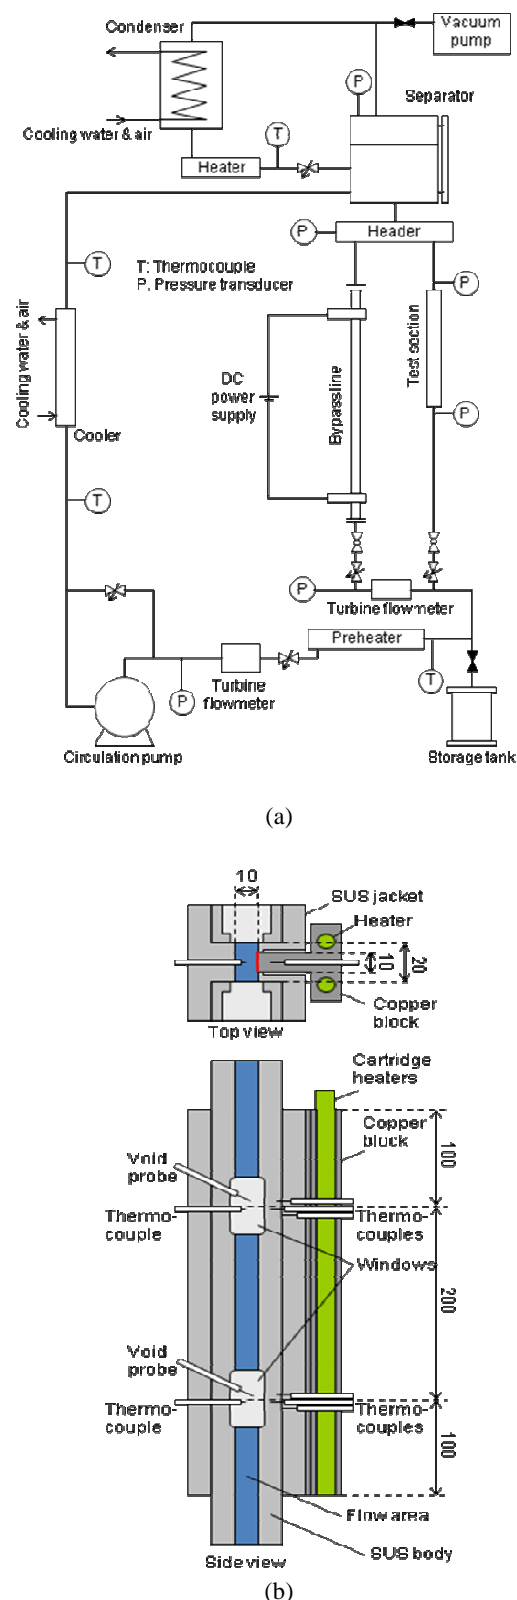 Condenser
Vacuum
pump
P
Separator
Cooling water & air
T
Heater
P
Header
T
T: Thermocouple
P: Pressure transducer
P
Cooling water & air
DC
power
supply
Bypass line
Test section
P
Cooler
T
P
Turbine flowmeter
Preheater
Turbine
flowmeter
P
T
Circulation pump
Storage tank
(a)
10
SUS jacket
Heater
10
20
Copper
block
Top view
Cartridge
heaters
Copper
block
100
Void
probe
Thermo-
couple
Thermo-
couples
Windows
200
Void
probe
Thermo-
couple
Thermo-
couples
100
Flow area
SUS body
Side view
(b)